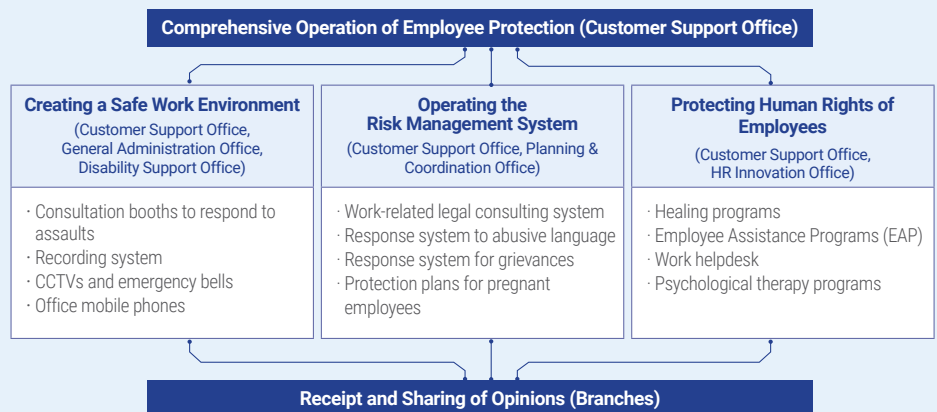 Comprehensive Operation of Employee Protection (Customer Support Office)
Creating a Safe Work Environment
(Customer Support Office,
General Administration Office,
Disability Support Office)
· Consultation booths to respond to
assaults
· Recording system
· CCTVs and emergency bells
· Office mobile phones
Operating the
Risk Management System
(Customer Support Office, Planning &
Coordination Office)
· Work-related legal consulting system
· Response system to abusive language
· Response system for grievances
· Protection plans for pregnant
employees
Protecting Human Rights of
Employees
(Customer Support Office,
HR Innovation Office)
· Healing programs
· Employee Assistance Programs (EAP)
· Work helpdesk
· Psychological therapy programs
Receipt and Sharing of Opinions (Branches)